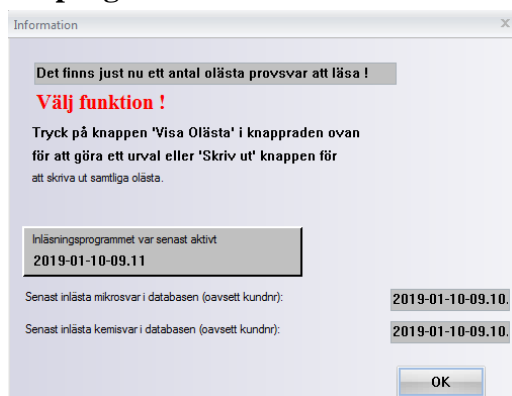 Information
x
Det finns just nu ett antal olästa provsvar att läsa !
Välj funktion !
Tryck på knappen 'Visa Olästa' i knappraden ovan
för att göra ett urval eller 'Skriv ut' knappen för
att skriva ut samtliga olästa.
Inläsningsprogrammet var senast aktivt
2019-01-10-09.11
Senast inlästa mikrosvar i databasen (oavsett kundnr): 2019-01-10-09.10.
Senast inlästa kemisvar i databasen (oavsett kundnr): 2019-01-10-09.10.
OK